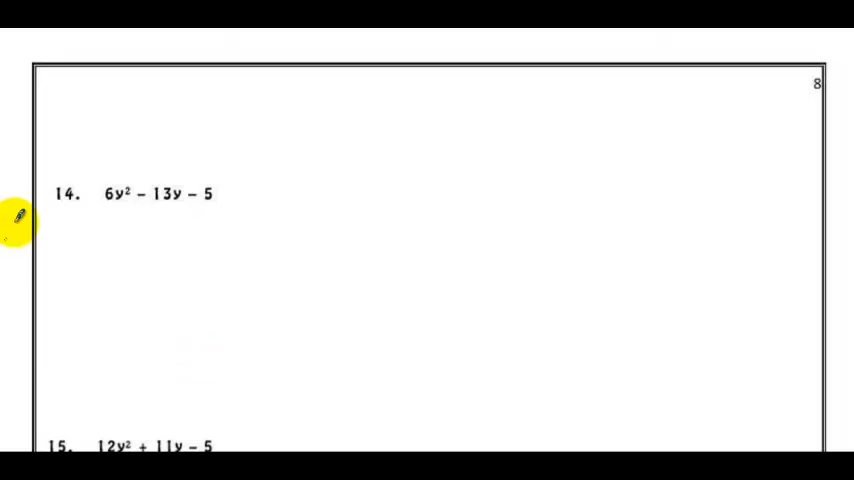 8
14. 6y² – 13y – 5
15. 12y² + 11y – 5